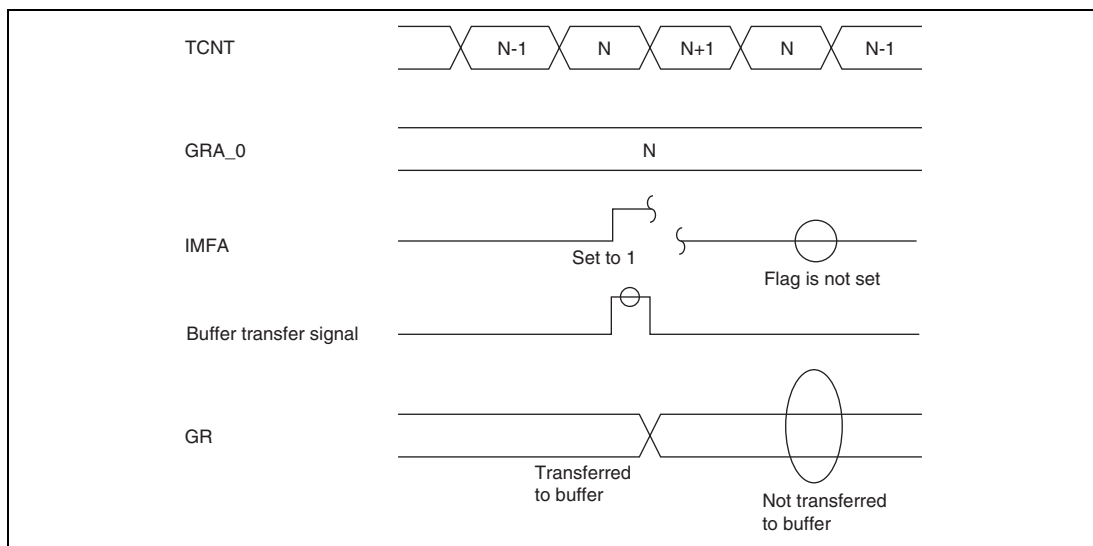 TCNT
N-1 N N+1 N N-1
GRA_0
N
IMFA
Set to 1
Flag is not set
Buffer transfer signal
GR
Transferred
to buffer
Not transferred
to buffer